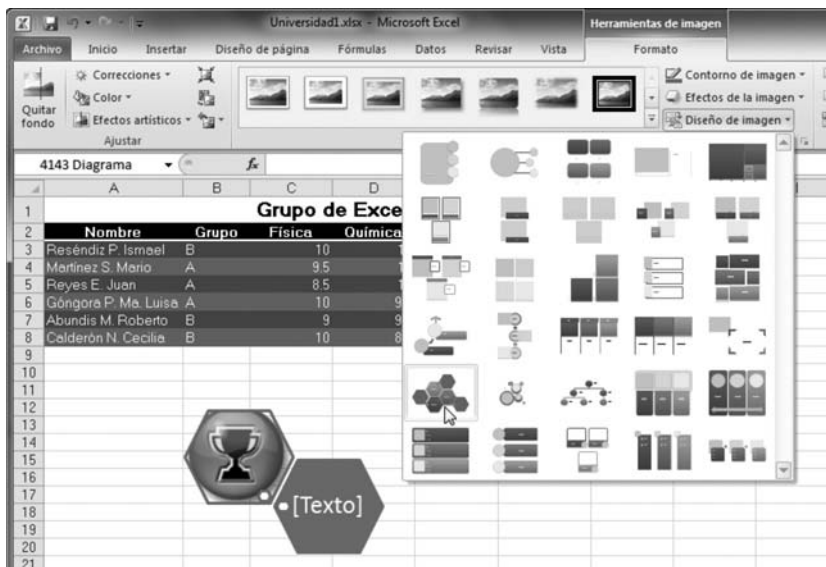 Universidad1.xlsx - Microsoft Excel
Herramientas de imagen
Archivo Inicio Insertar Diseño de página Fórmulas Datos Revisar Vista Formato
Quitar fondo
Correcciones
Color
Efectos artísticos
Ajustar
Contorno de imagen
Efectos de la imagen
Diseño de imagen
4143 Diagrama fx
A B C D
1 Grupo de Exce
2 Nombre Grupo Física Química
3 Reséndiz P. Ismael B 10 1
4 Martínez S. Mario A 9.5 1
5 Reyes E. Juan A 8.5 1
6 Góngora P. Ma. Luisa A 10 9
7 Abundis M. Roberto B 9 9
8 Calderón N. Cecilia B 10 8
9
10
11
12
13
14
15
16
17
18
19
20
21
[Texto]